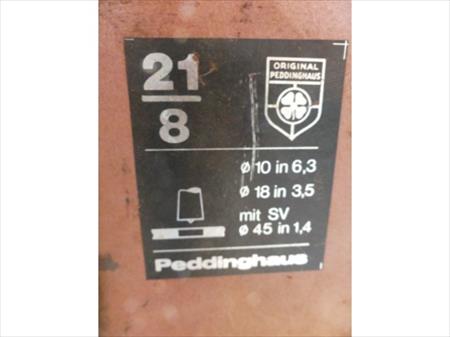 21
8
ORIGINAL
PEDDINGHAUS
ø 10 in 6,3
ø 18 in 3,5
mit SV
ø 45 in 1,4
Peddinghaus